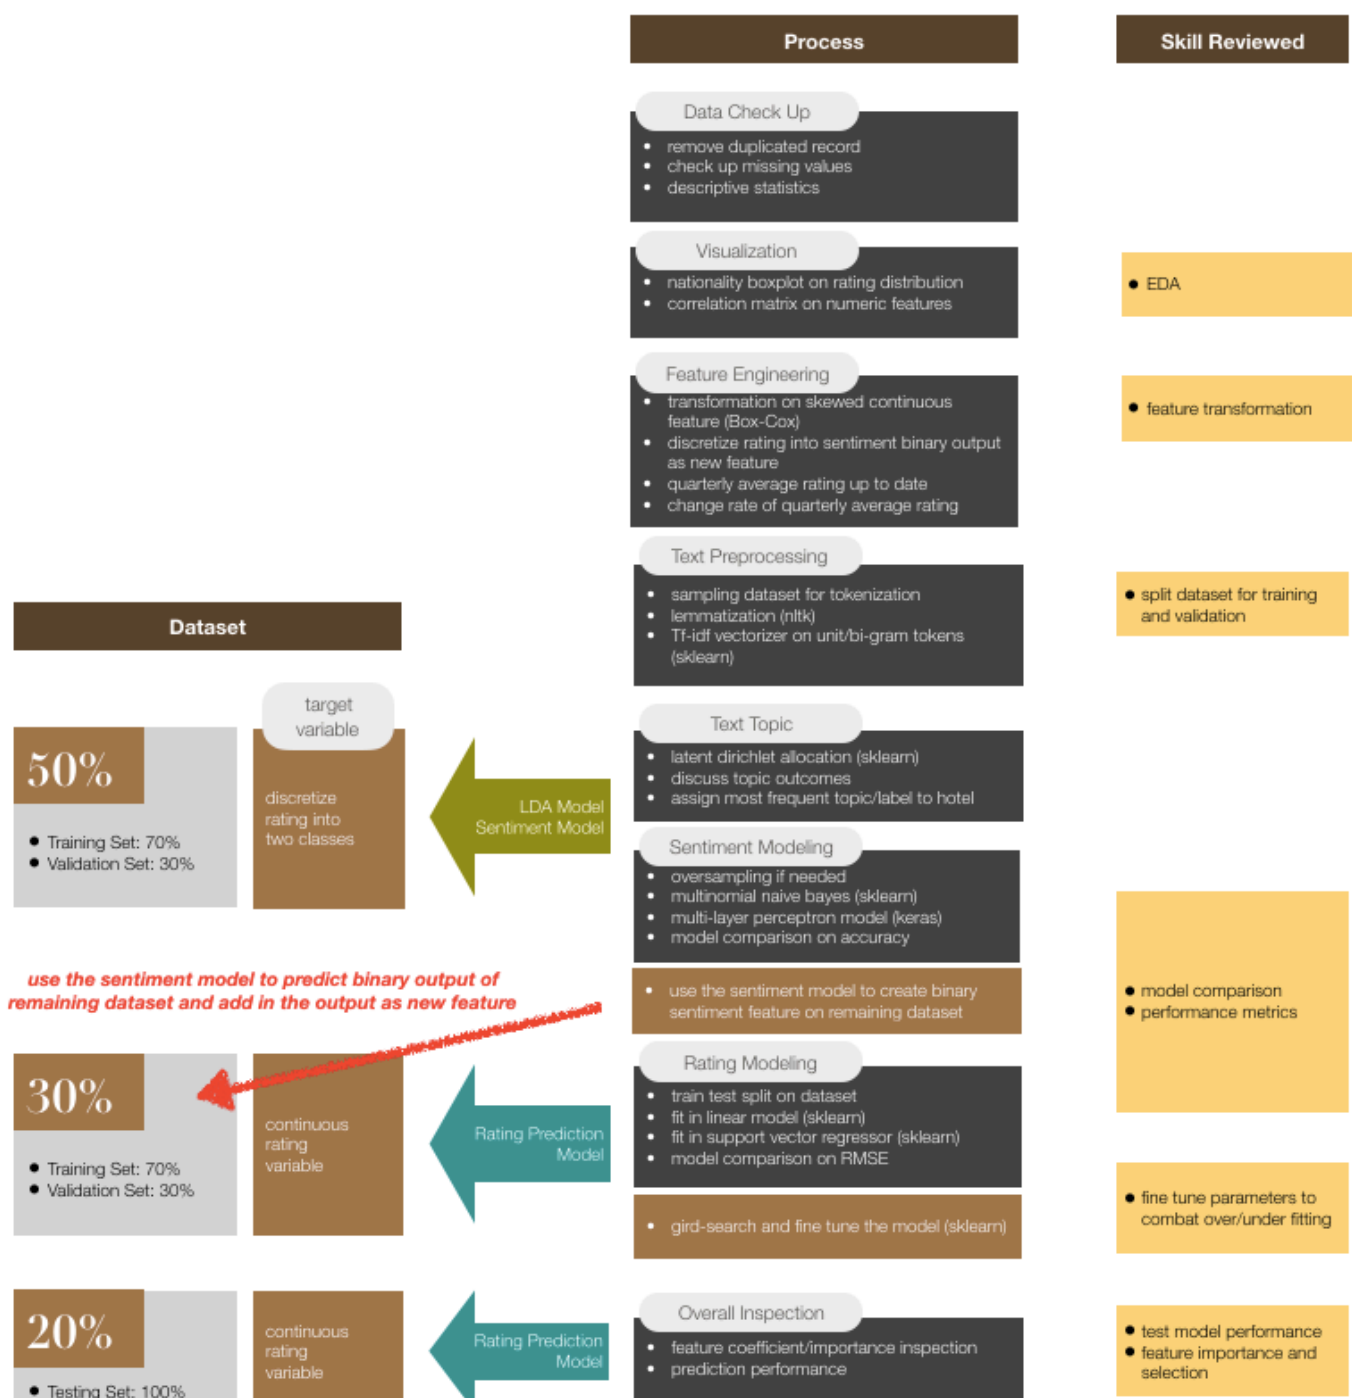 Process
Skill Reviewed
Data Check Up
• remove duplicated record
• check up missing values
• descriptive statistics
Visualization
• nationality boxplot on rating distribution
• correlation matrix on numeric features
• EDA
Feature Engineering
• transformation on skewed continuous
feature (Box-Cox)
• discretize rating into sentiment binary output
as new feature
• quarterly average rating up to date
• change rate of quarterly average rating
• feature transformation
Text Preprocessing
• sampling dataset for tokenization
• lemmatization (nltk)
• Tf-idf vectorizer on unit/bi-gram tokens
(sklearn)
• split dataset for training
and validation
Dataset
target
variable
50%
• Training Set: 70%
• Validation Set: 30%
discretize
rating into
two classes
LDA Model
Sentiment Model
Text Topic
• latent dirichlet allocation (sklearn)
• discuss topic outcomes
• assign most frequent topic/label to hotel
Sentiment Modeling
• oversampling if needed
• multinomial naive bayes (sklearn)
• multi-layer perceptron model (keras)
• model comparison on accuracy
use the sentiment model to predict binary output of
remaining dataset and add in the output as new feature
• use the sentiment model to create binary
sentiment feature on remaining dataset
• model comparison
• performance metrics
30%
• Training Set: 70%
• Validation Set: 30%
continuous
rating
variable
Rating Prediction
Model
Rating Modeling
• train test split on dataset
• fit in linear model (sklearn)
• fit in support vector regressor (sklearn)
• model comparison on RMSE
• gird-search and fine tune the model (sklearn)
• fine tune parameters to
combat over/under fitting
20%
• Testing Set: 100%
continuous
rating
variable
Rating Prediction
Model
Overall Inspection
• feature coefficient/importance inspection
• prediction performance
• test model performance
• feature importance and
selection